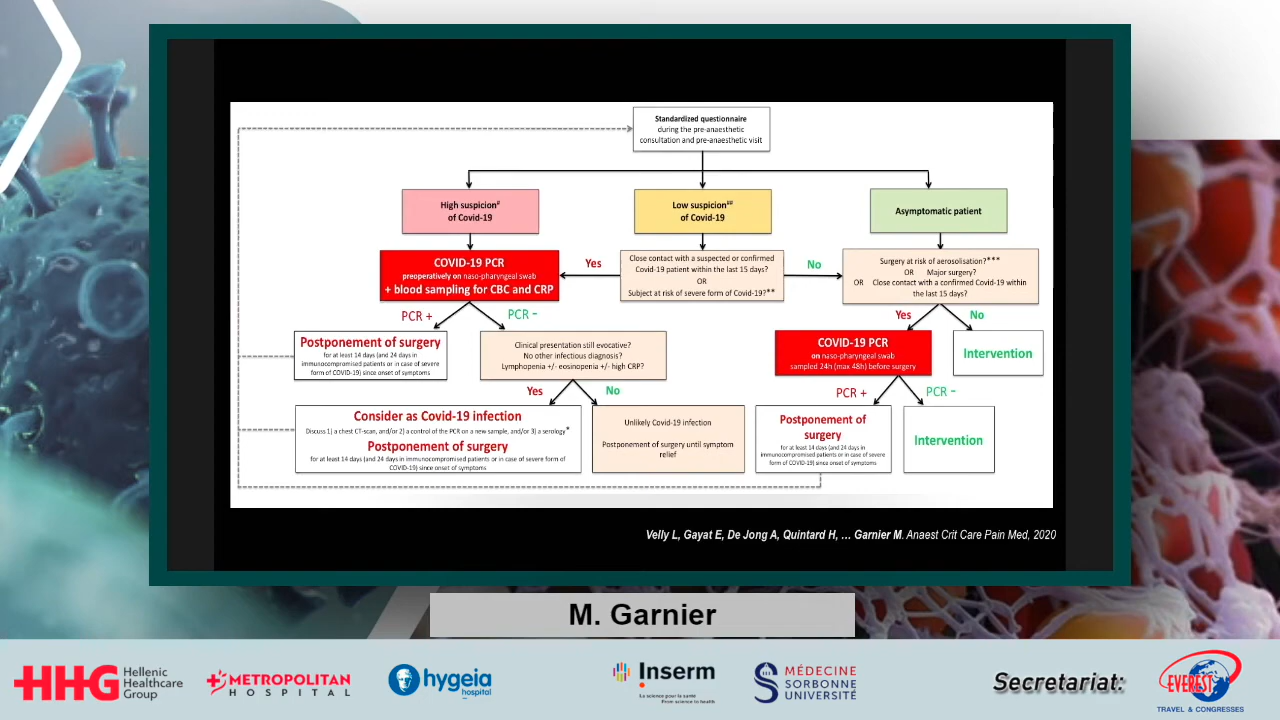 Standardized questionnaire
during the pre-anaesthetic
consultation and pre-anaesthetic visit
High suspicion#
of Covid-19
Low suspicion##
of Covid-19
Asymptomatic patient
COVID-19 PCR
preoperatively on naso-pharyngeal swab
+ blood sampling for CBC and CRP
Yes
Close contact with a suspected or confirmed
Covid-19 patient within the last 15 days?
OR
Subject at risk of severe form of Covid-19?**
No
Surgery at risk of aerosolisation?***
OR Major surgery?
OR Close contact with a confirmed Covid-19 within
the last 15 days?
PCR +
PCR -
Yes
No
Postponement of surgery
for at least 14 days (and 24 days in
immunocompromised patients or in case of severe
form of COVID-19) since onset of symptoms
Clinical presentation still evocative?
No other infectious diagnosis?
Lymphopenia +/- eosinopenia +/- high CRP?
COVID-19 PCR
on naso-pharyngeal swab
sampled 24h (max 48h) before surgery
Intervention
Yes
No
PCR +
PCR -
Consider as Covid-19 infection
Discuss 1) a chest CT-scan, and/or 2) a control of the PCR on a new sample, and/or 3) a serology*
Postponement of surgery
for at least 14 days (and 24 days in immunocompromised patients or in case of severe form of
COVID-19) since onset of symptoms
Unlikely Covid-19 infection
Postponement of surgery until symptom
relief
Postponement of
surgery
for at least 14 days (and 24 days in
immunocompromised patients or in case of severe
form of COVID-19) since onset of symptoms
Intervention
Velly L, Gayat E, De Jong A, Quintard H, … Garnier M. Anaest Crit Care Pain Med, 2020
M. Garnier
HHG Hellenic
Healthcare
Group
METROPOLITAN
HOSPITAL
hygeia
hospital
Inserm
La science pour la santé
From science to health
MÉDECINE
SORBONNE
UNIVERSITÉ
Secretariat:
EVEREST
TRAVEL & CONGRESSES